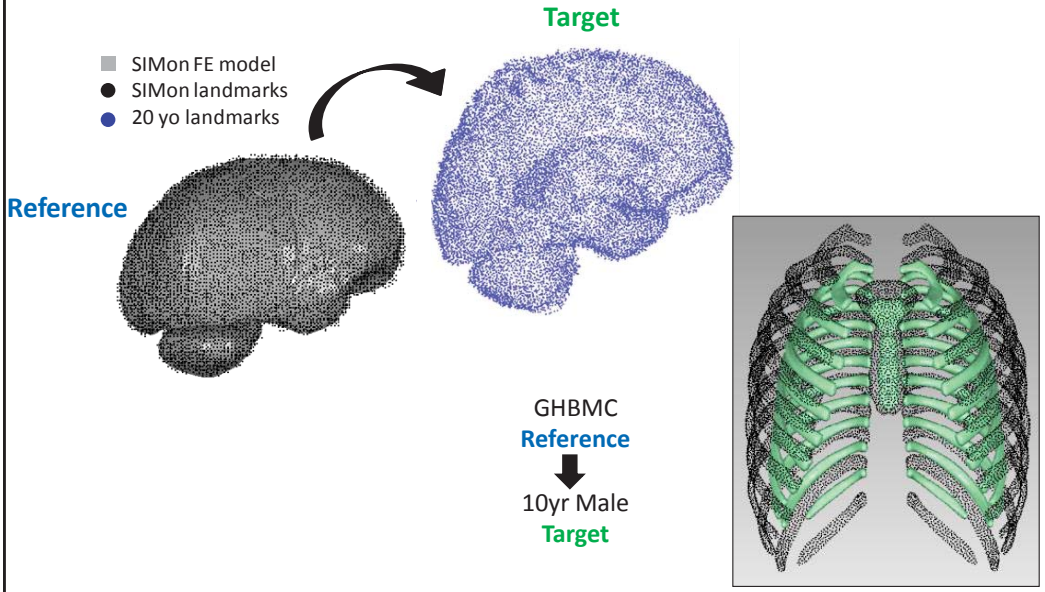 Target
SIMon FE model
SIMon landmarks
20 yo landmarks
Reference
GHBMC
Reference
10yr Male
Target